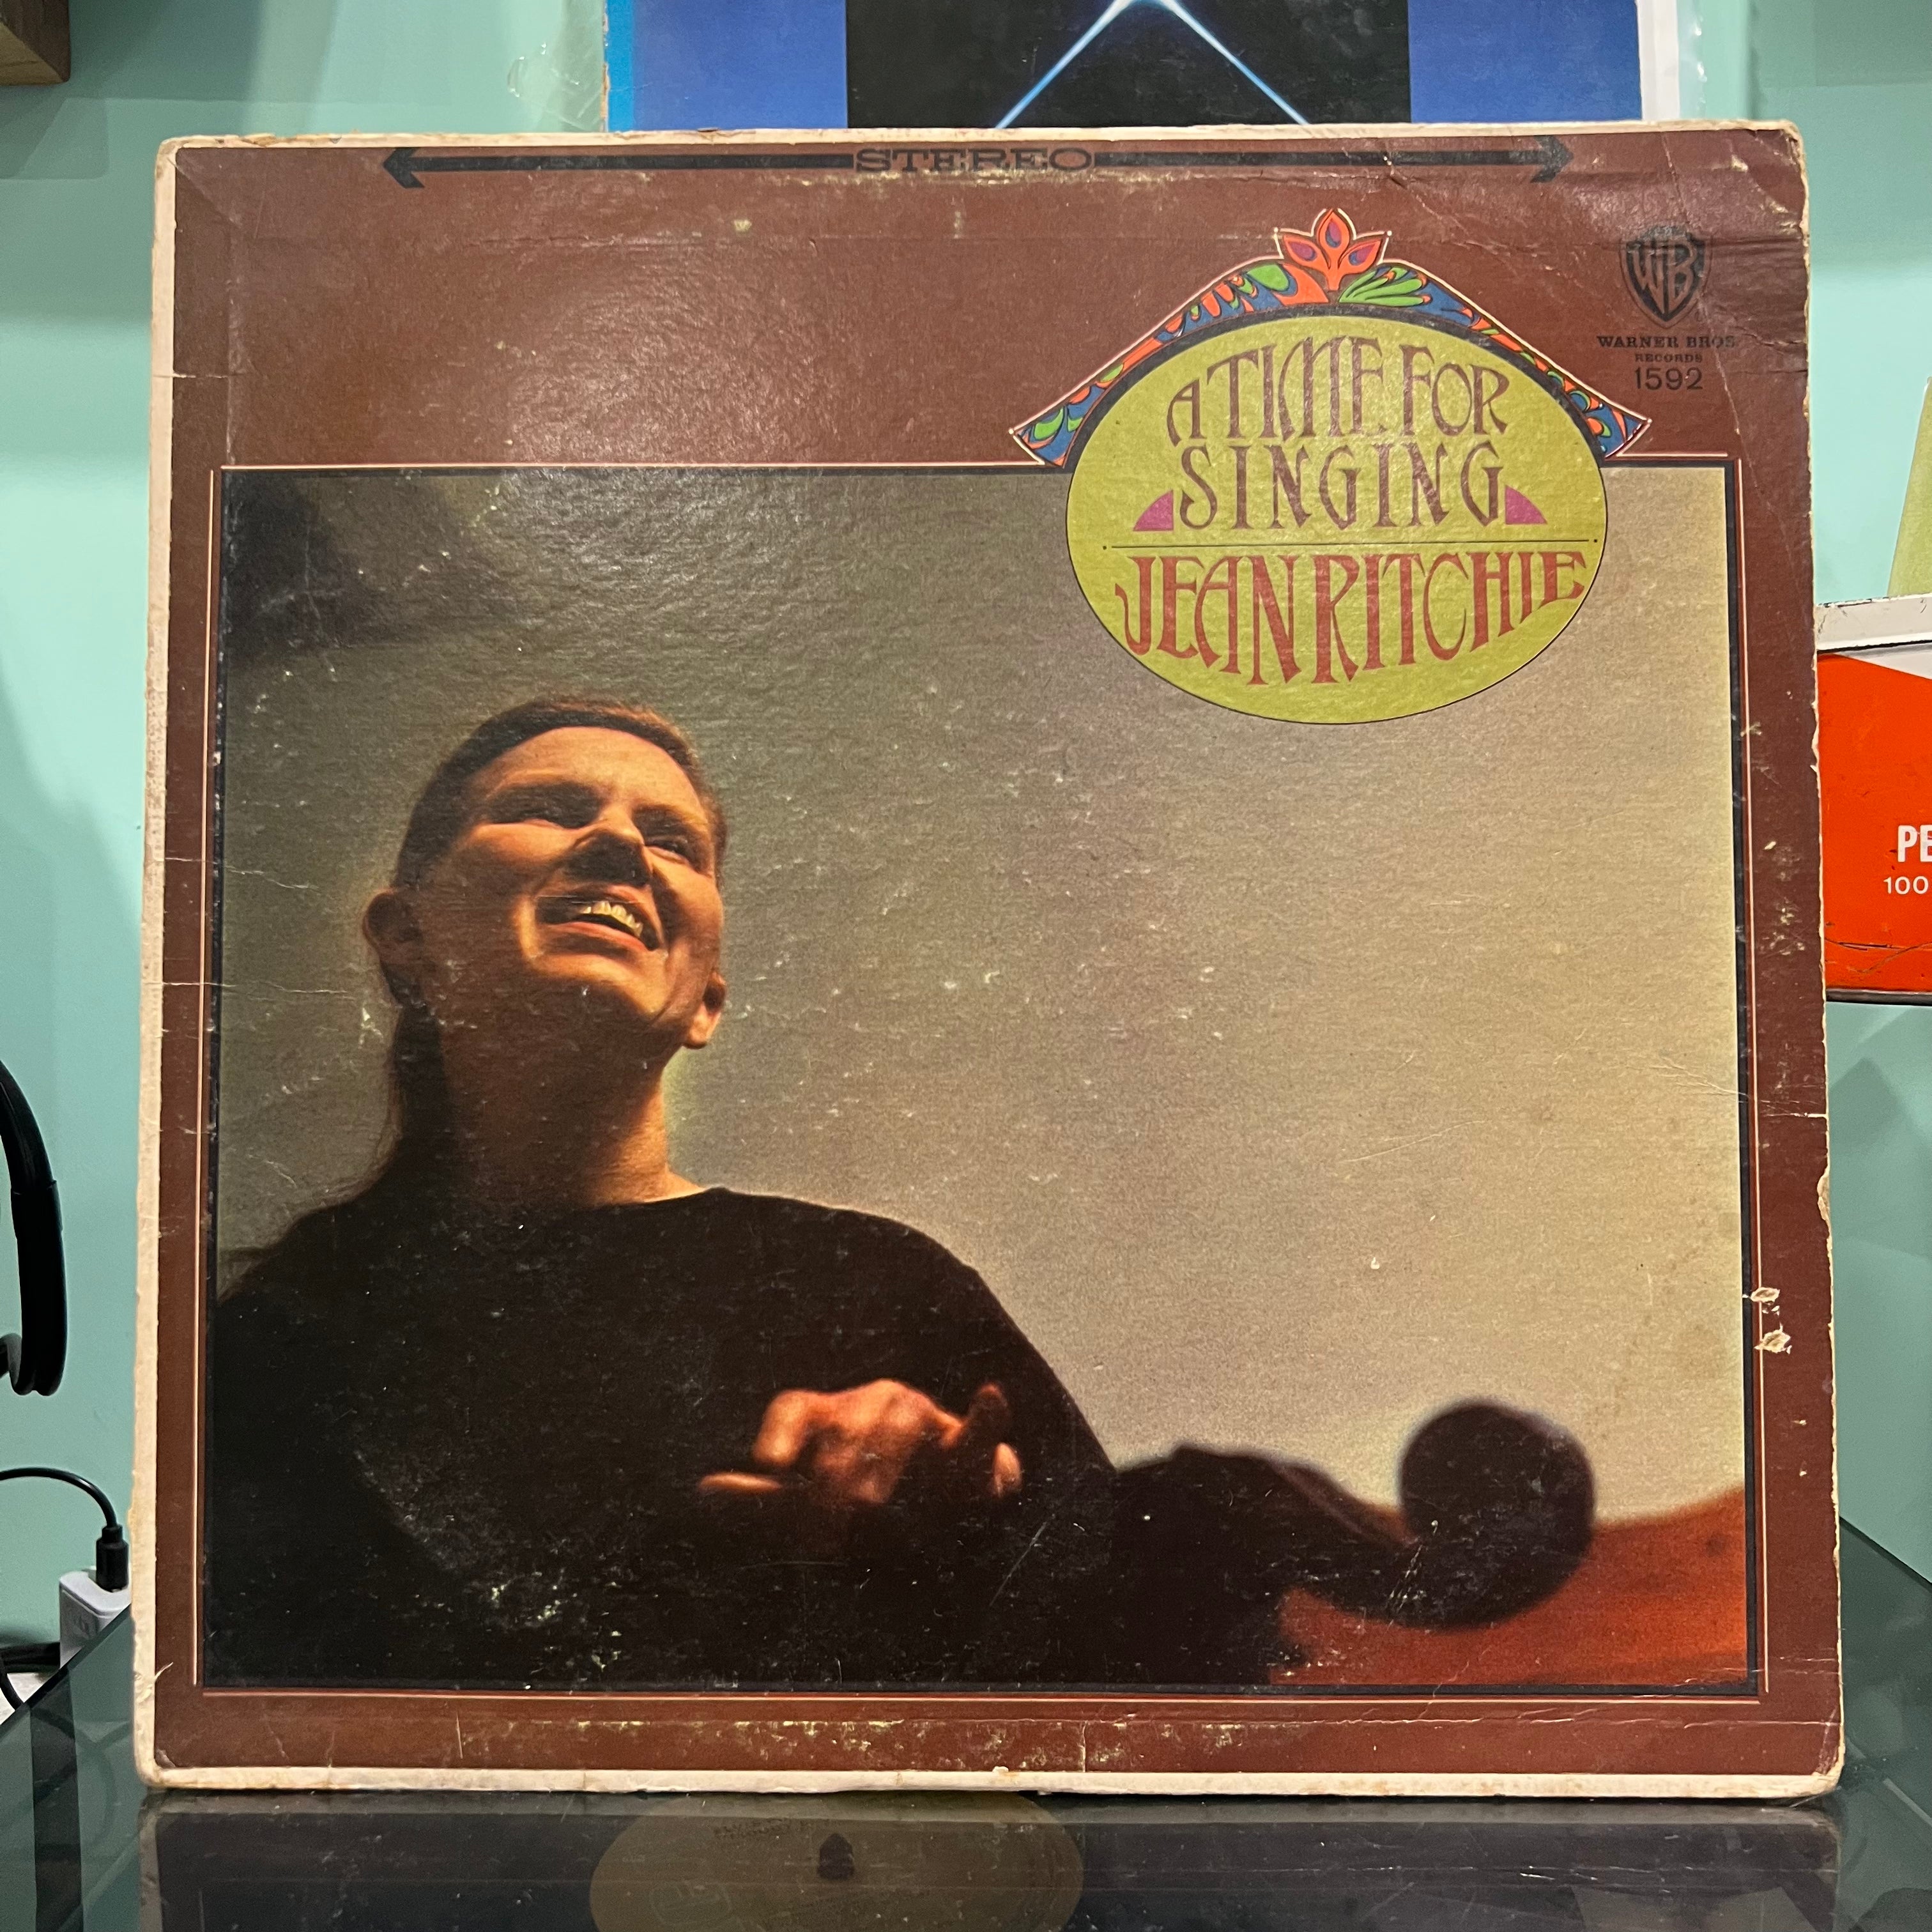 STEREO
WB
WARNER BROS.
RECORDS
1592
A TIME FOR
SINGING
JEAN RITCHIE
PE
100